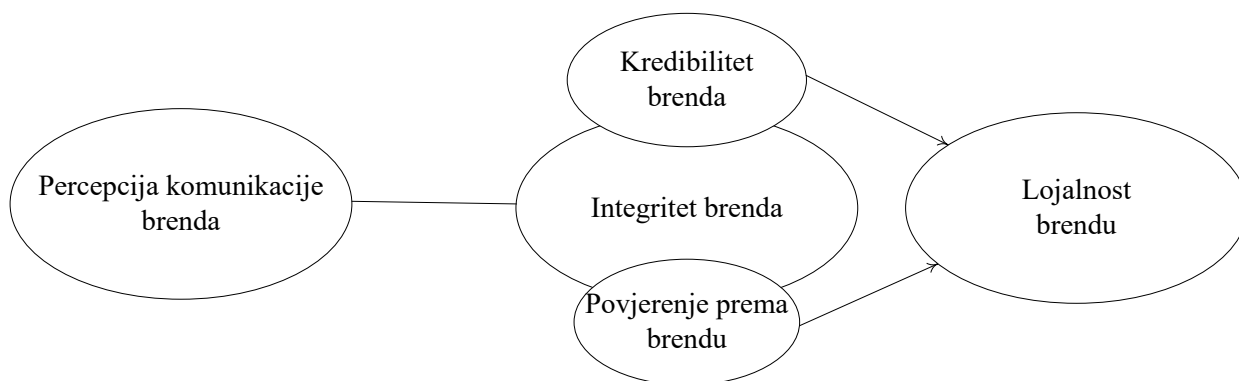 Kredibilitet
brenda
Percepcija komunikacije
brenda
Integritet brenda
Povjerenje prema
brendu
Lojalnost
brendu